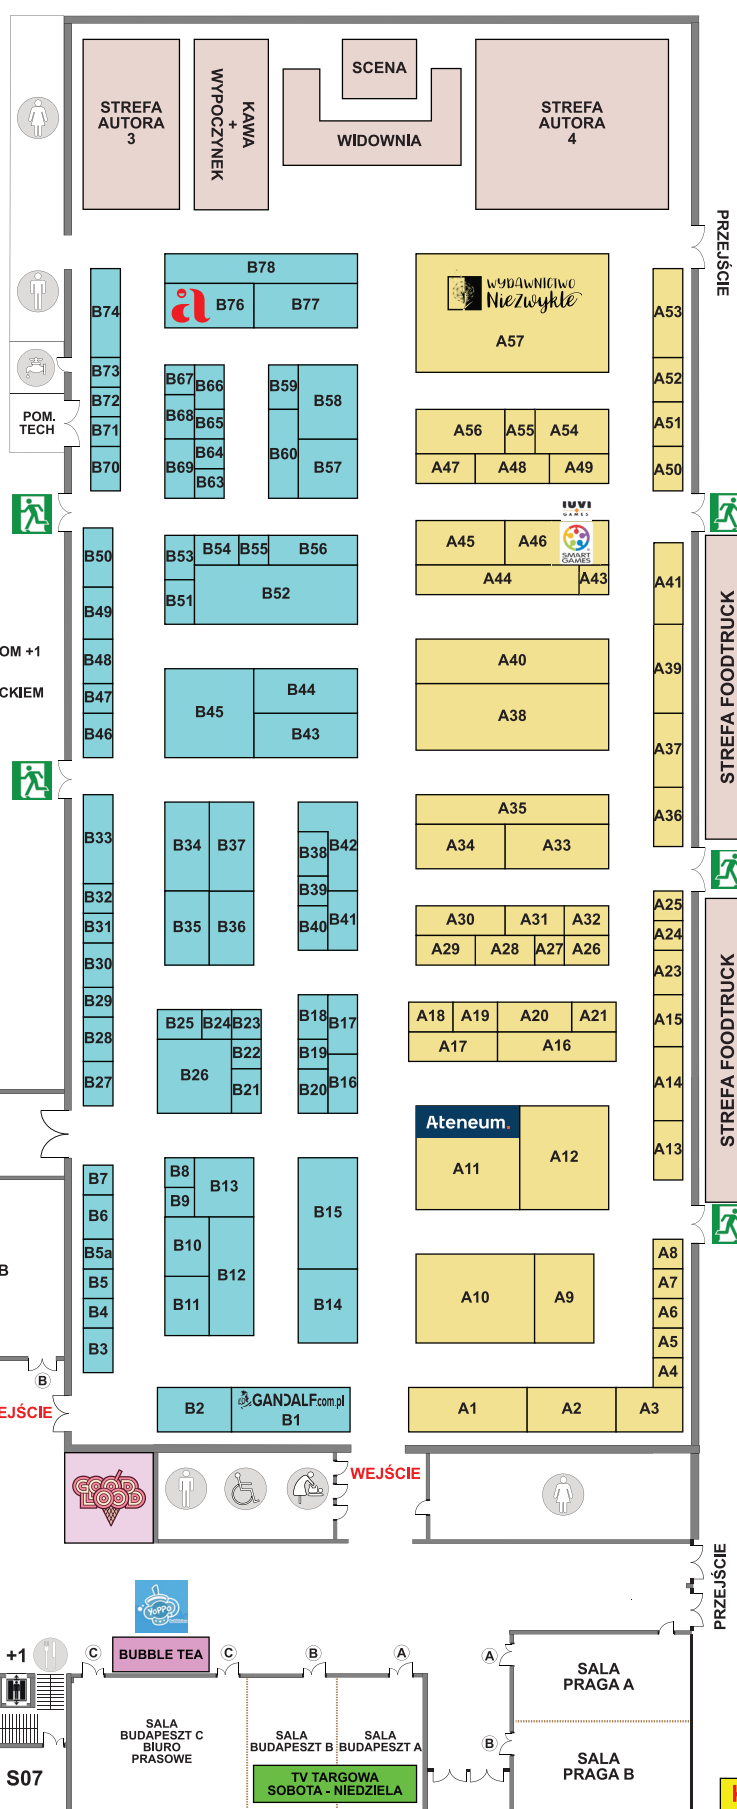 SCENA
STREFA
AUTORA
3
KAWA
+
WYPOCZYNEK
WIDOWNIA
STREFA
AUTORA
4
PRZEJŚCIE
B78
B76
B77
WYDAWNICTWO
NieZwykłe
A57
B74
B73
B72
B71
B70
A53
A52
A51
A50
B67
B66
B68
B65
B69
B64
B63
B59
B58
B60
B57
A56
A55
A54
A47
A48
A49
POM.
TECH
IUVI
GAMES
SMART
GAMES
A45
A46
A44
A43
B53
B54
B55
B56
B51
B52
B50
B49
B48
B47
B46
OM +1
CKIEM
A41
A39
A37
A36
STREFA FOODTRUCK
A40
A38
B45
B44
B43
A35
A34
A33
B34
B37
B35
B36
B42
B38
B39
B40
B41
B33
B32
B31
B30
B29
B28
B27
A30
A31
A32
A29
A28
A27
A26
A25
A24
A23
A15
A14
A13
STREFA FOODTRUCK
B25
B24
B23
B22
B26
B21
B18
B17
B19
B20
B16
A18
A19
A20
A21
A17
A16
Ateneum.
A11
A12
B7
B6
B5a
B5
B4
B3
B8
B9
B13
B10
B11
B12
B15
B14
A10
A9
A8
A7
A6
A5
A4
B
B
EJŚCIE
B2
GANDALF.com.pl
B1
A1
A2
A3
GOOD
LOOD
WEJŚCIE
PRZEJŚCIE
YoPPo
BUBBLE TEA
+1
C
C
B
A
A
B
SALA
BUDAPESZT C
BIURO
PRASOWE
SALA
BUDAPESZT B
SALA
BUDAPESZT A
TV TARGOWA
SOBOTA - NIEDZIELA
SALA
PRAGA A
SALA
PRAGA B
S07